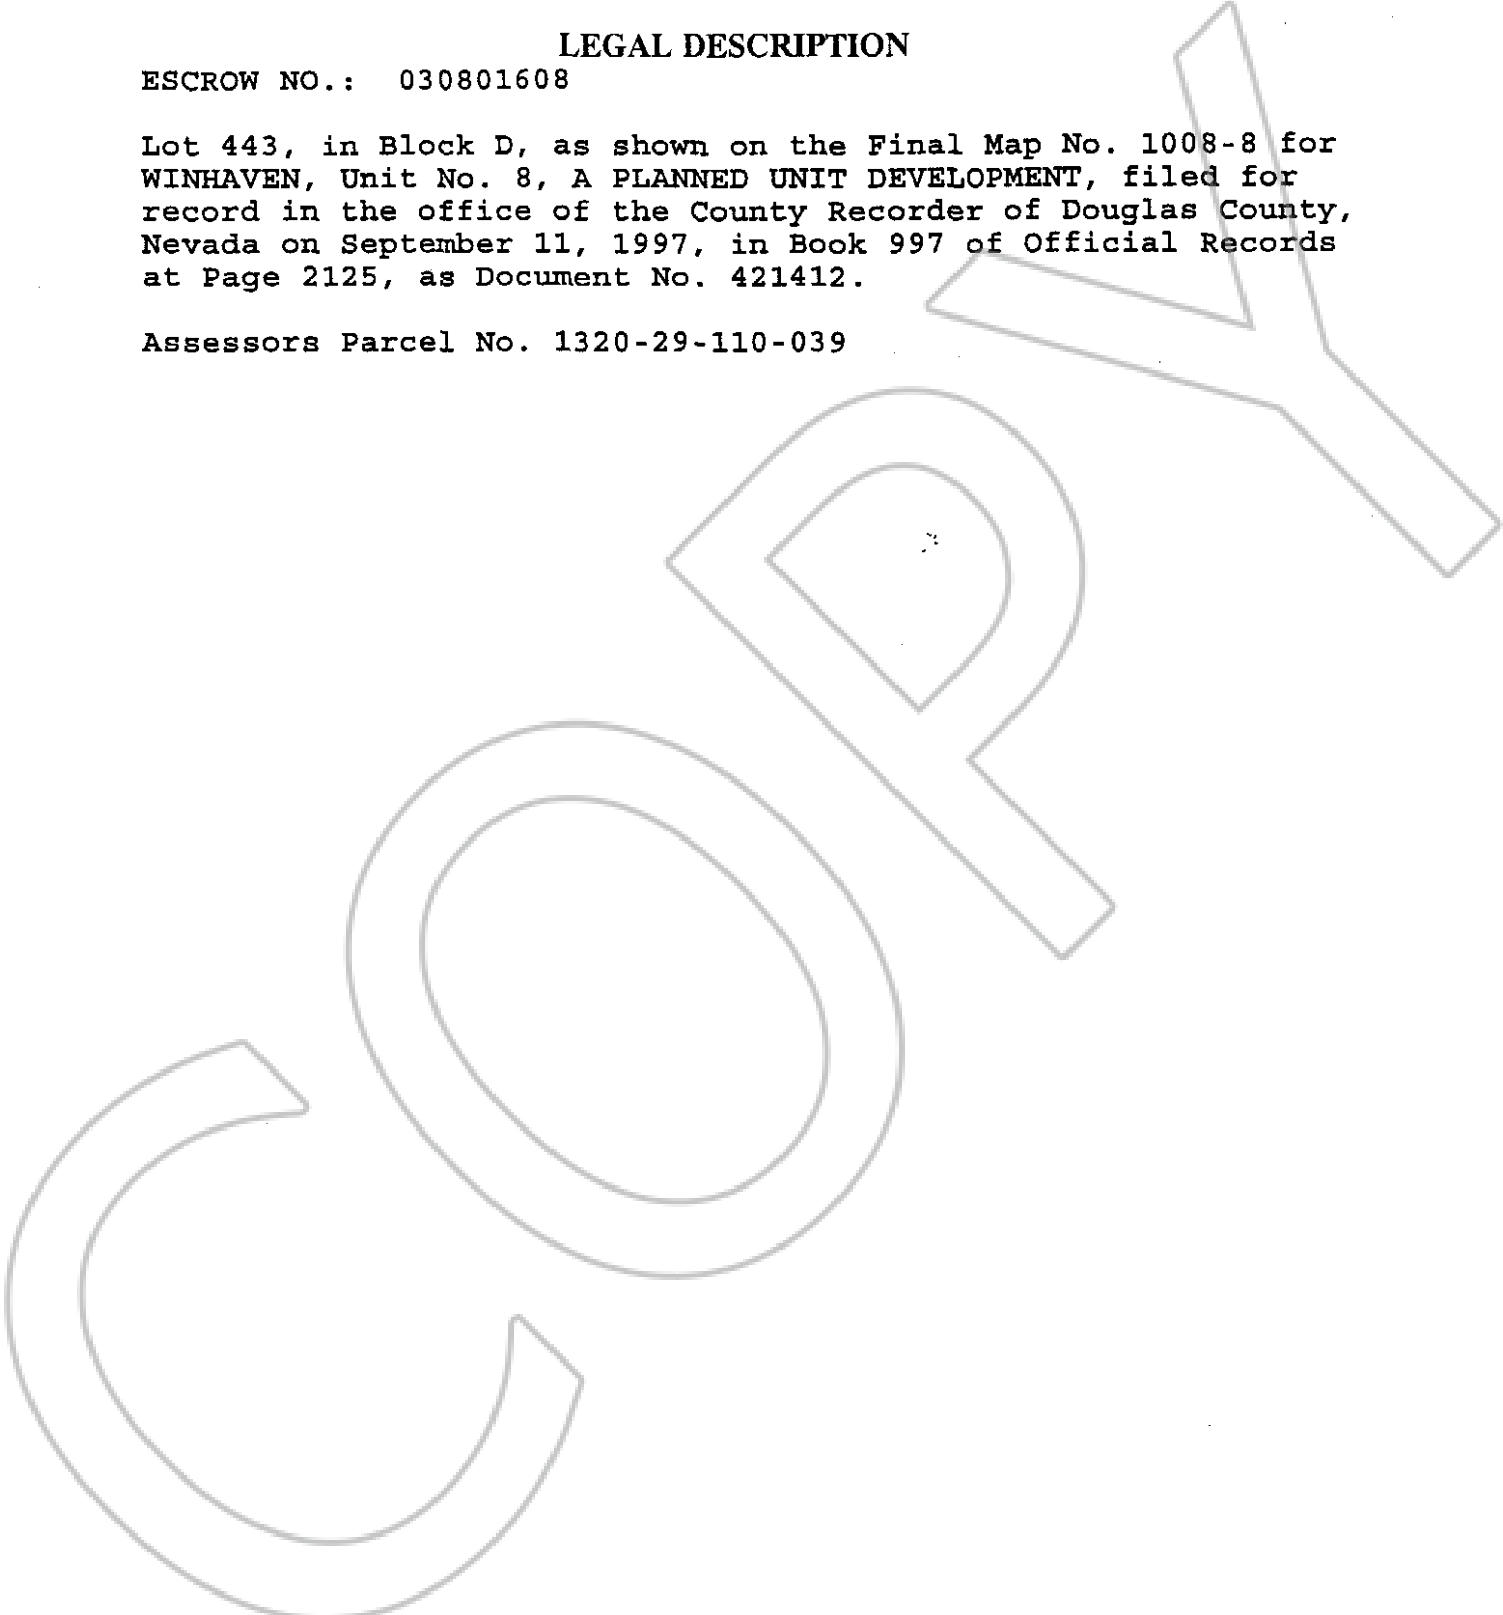 LEGAL DESCRIPTION
ESCROW NO.: 030801608
Lot 443, in Block D, as shown on the Final Map No. 1008-8 for
WINHAVEN, Unit No. 8, A PLANNED UNIT DEVELOPMENT, filed for
record in the office of the County Recorder of Douglas County,
Nevada on September 11, 1997, in Book 997 of Official Records
at Page 2125, as Document No. 421412.
Assessors Parcel No. 1320-29-110-039
COPY